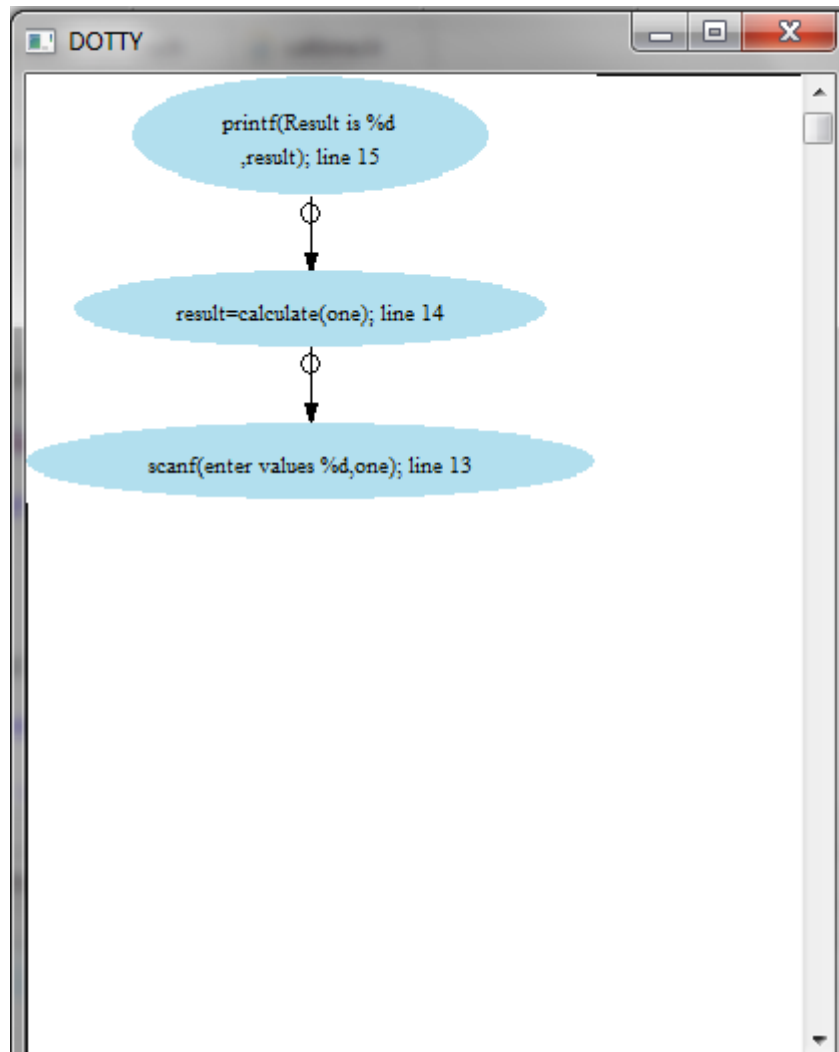 DOTTY
printf(Result is %d
,result); line 15
result=calculate(one); line 14
scanf(enter values %d,one); line 13